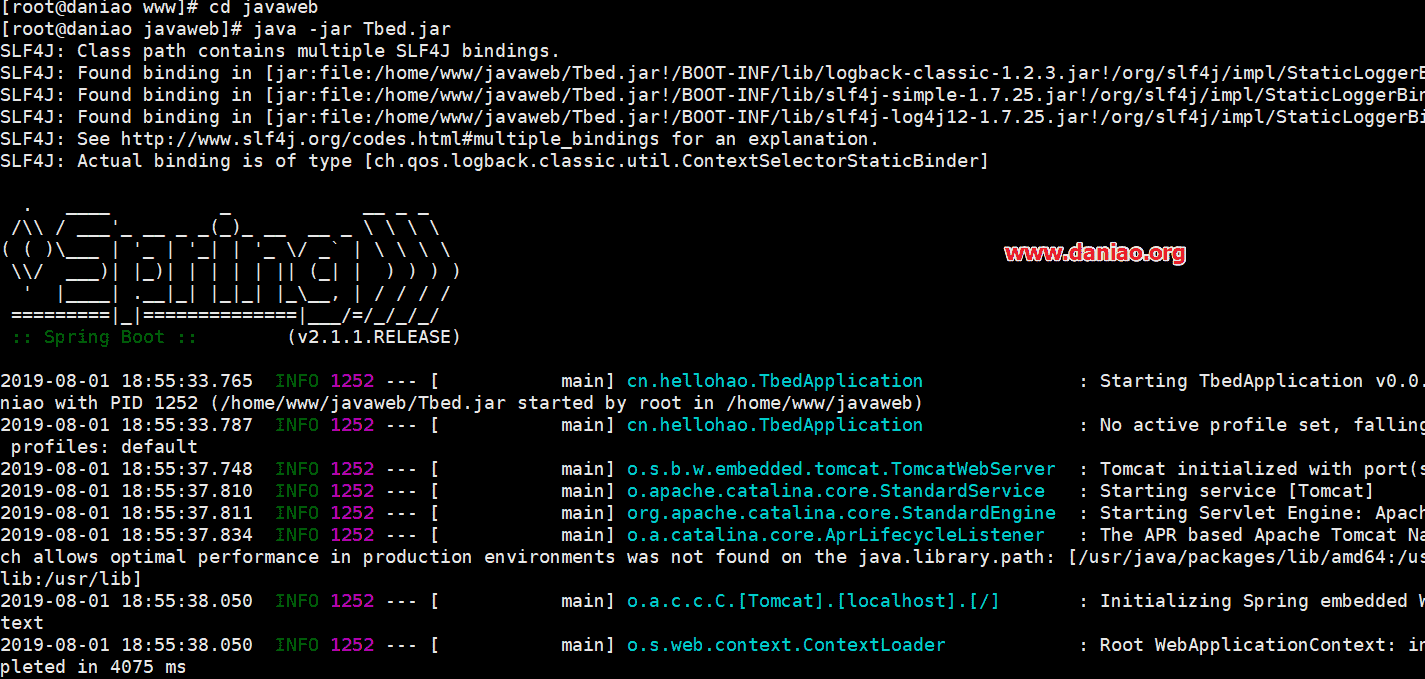 [root@daniao www]# cd javaweb
[root@daniao javaweb]# java -jar Tbed.jar
SLF4J: Class path contains multiple SLF4J bindings.
SLF4J: Found binding in [jar:file:/home/www/javaweb/Tbed.jar!/BOOT-INF/lib/logback-classic-1.2.3.jar!/org/slf4j/impl/StaticLoggerB
SLF4J: Found binding in [jar:file:/home/www/javaweb/Tbed.jar!/BOOT-INF/lib/slf4j-simple-1.7.25.jar!/org/slf4j/impl/StaticLoggerBin
SLF4J: Found binding in [jar:file:/home/www/javaweb/Tbed.jar!/BOOT-INF/lib/slf4j-log4j12-1.7.25.jar!/org/slf4j/impl/StaticLoggerBi
SLF4J: See http://www.slf4j.org/codes.html#multiple_bindings for an explanation.
SLF4J: Actual binding is of type [ch.qos.logback.classic.util.ContextSelectorStaticBinder]
  .   ____          _            __ _ _
 /\\ / ___'_ __ _ _(_)_ __  __ _ \ \ \ \
( ( )\___ | '_ | '_| | '_ \/ _` | \ \ \ \
 \\/  ___)| |_)| | | | | || (_| |  ) ) ) )
  '  |____| .__|_| |_|_| |_\__, | / / / /
 =========|_|==============|___/=/_/_/_/
www.daniao.org
 :: Spring Boot ::        (v2.1.1.RELEASE)
2019-08-01 18:55:33.765  INFO 1252 --- [           main] cn.hellohao.TbedApplication              : Starting TbedApplication v0.0.
niao with PID 1252 (/home/www/javaweb/Tbed.jar started by root in /home/www/javaweb)
2019-08-01 18:55:33.787  INFO 1252 --- [           main] cn.hellohao.TbedApplication              : No active profile set, falling
 profiles: default
2019-08-01 18:55:37.748  INFO 1252 --- [           main] o.s.b.w.embedded.tomcat.TomcatWebServer  : Tomcat initialized with port(s
2019-08-01 18:55:37.810  INFO 1252 --- [           main] o.apache.catalina.core.StandardService   : Starting service [Tomcat]
2019-08-01 18:55:37.811  INFO 1252 --- [           main] org.apache.catalina.core.StandardEngine  : Starting Servlet Engine: Apach
2019-08-01 18:55:37.834  INFO 1252 --- [           main] o.a.catalina.core.AprLifecycleListener   : The APR based Apache Tomcat Na
ch allows optimal performance in production environments was not found on the java.library.path: [/usr/java/packages/lib/amd64:/us
lib:/usr/lib]
2019-08-01 18:55:38.050  INFO 1252 --- [           main] o.a.c.c.C.[Tomcat].[localhost].[/]       : Initializing Spring embedded W
text
2019-08-01 18:55:38.050  INFO 1252 --- [           main] o.s.web.context.ContextLoader            : Root WebApplicationContext: in
pleted in 4075 ms